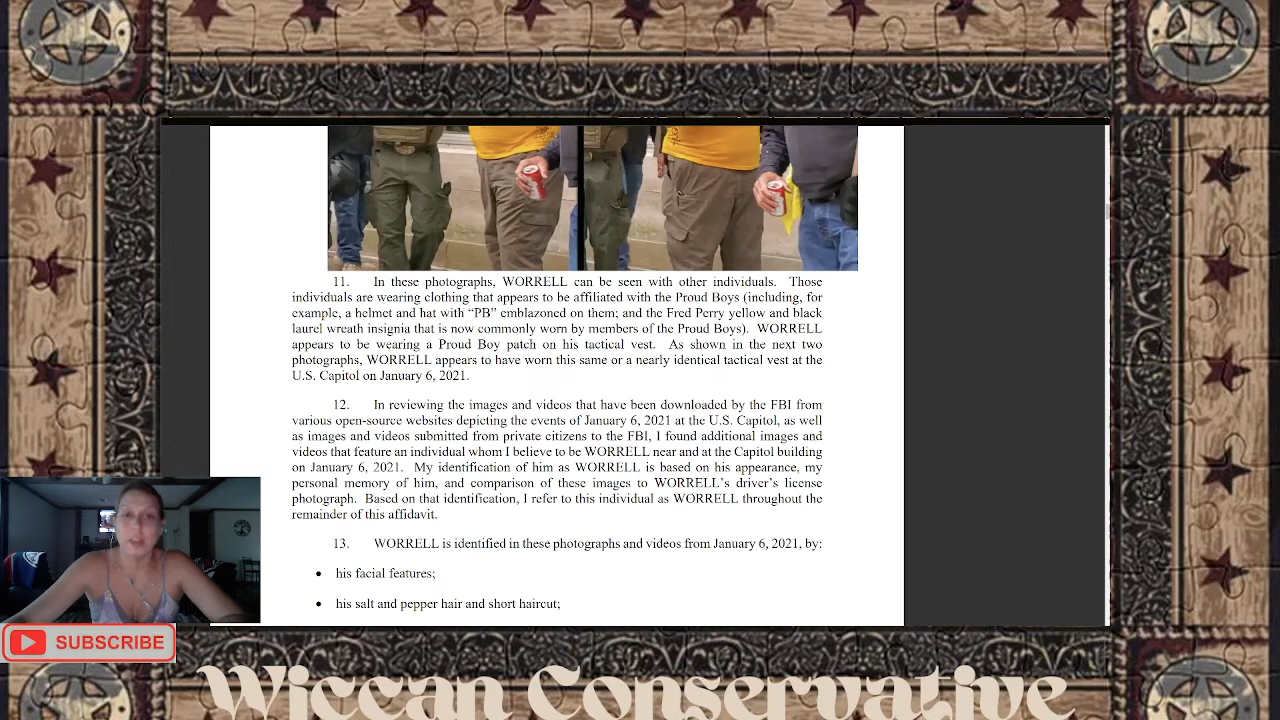 11. In these photographs, WORRELL can be seen with other individuals. Those
individuals are wearing clothing that appears to be affiliated with the Proud Boys (including, for
example, a helmet and hat with “PB” emblazoned on them; and the Fred Perry yellow and black
laurel wreath insignia that is now commonly worn by members of the Proud Boys). WORRELL
appears to be wearing a Proud Boy patch on his tactical vest. As shown in the next two
photographs, WORRELL appears to have worn this same or a nearly identical tactical vest at the
U.S. Capitol on January 6, 2021.
12. In reviewing the images and videos that have been downloaded by the FBI from
various open-source websites depicting the events of January 6, 2021 at the U.S. Capitol, as well
as images and videos submitted from private citizens to the FBI, I found additional images and
videos that feature an individual whom I believe to be WORRELL near and at the Capitol building
on January 6, 2021. My identification of him as WORRELL is based on his appearance, my
personal memory of him, and comparison of these images to WORRELL’s driver’s license
photograph. Based on that identification, I refer to this individual as WORRELL throughout the
remainder of this affidavit.
13. WORRELL is identified in these photographs and videos from January 6, 2021, by:
• his facial features;
• his salt and pepper hair and short haircut;
SUBSCRIBE
Wiccan Conservative